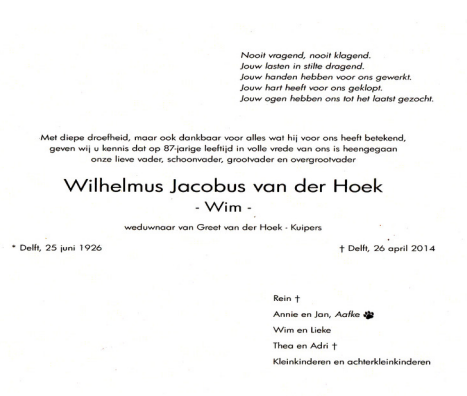 Nooit vragend, nooit klagend.
Jouw lasten in stilte dragend.
Jouw handen hebben voor ons gewerkt.
Jouw hart heeft voor ons geklopt.
Jouw ogen hebben ons tot het laatst gezocht.
Met diepe droefheid, maar ook dankbaar voor alles wat hij voor ons heeft betekend,
geven wij u kennis dat op 87-jarige leeftijd in volle vrede van ons is heengegaan
onze lieve vader, schoonvader, grootvader en overgrootvader
Wilhelmus Jacobus van der Hoek
- Wim -
weduwnaar van Greet van der Hoek - Kuipers
* Delft, 25 juni 1926 † Delft, 26 april 2014
Rein †
Annie en Jan, Aafke
Wim en Lieke
Thea en Adri †
Kleinkinderen en achterkleinkinderen